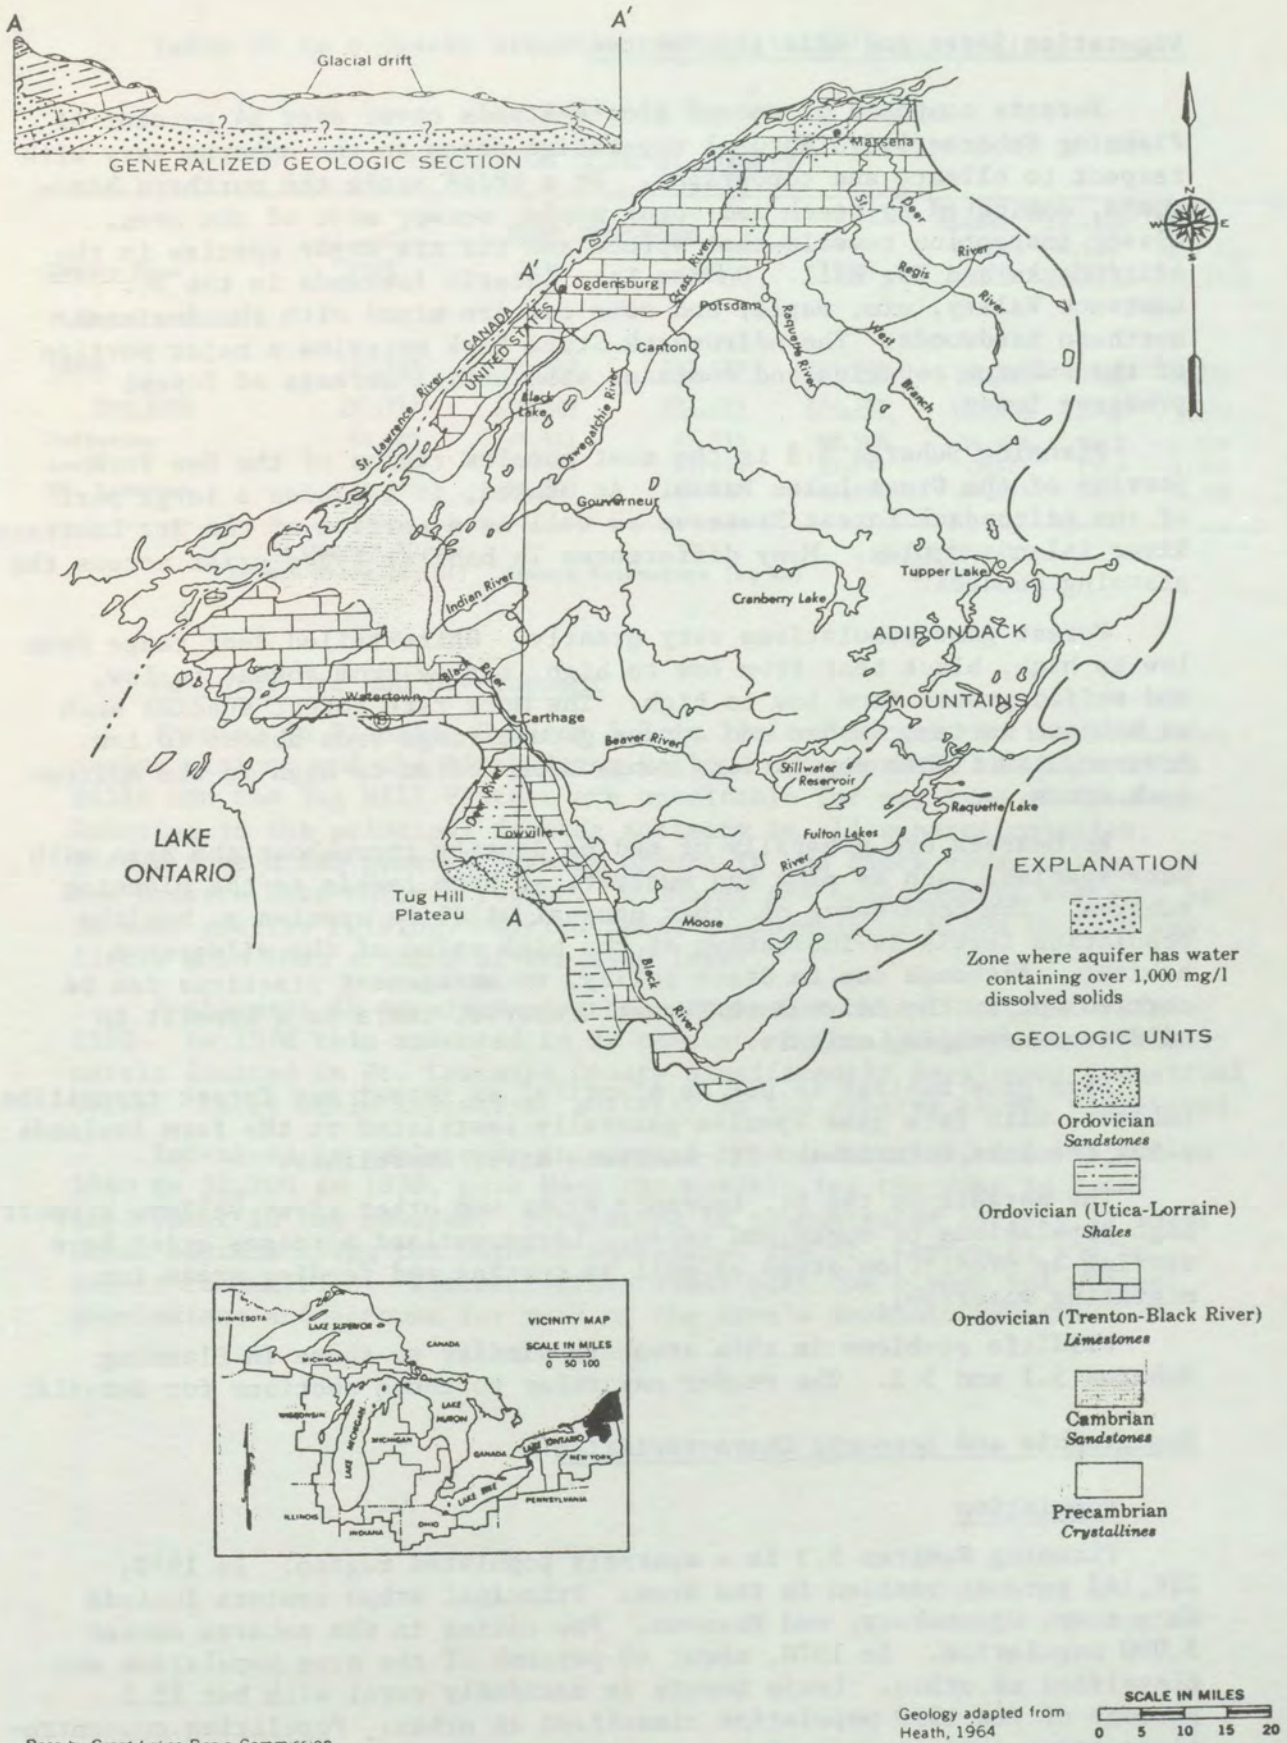 A
A'
Glacial drift
GENERALIZED GEOLOGIC SECTION
Massena
N
W
E
S
St.
Deer
River
Regis
River
A'
Ogdensburg
Grass River
Potsdam
Raquette River
West
Branch
CANADA
UNITED STATES
Canton
St. Lawrence River
Black
Lake
Oswegatchie River
Gouverneur
Tupper Lake
Cranberry Lake
Indian River
ADIRONDACK
MOUNTAINS
Black River
Watertown
Carthage
Beaver River
Stillwater
Reservoir
Raquette Lake
Deer River
Lowville
Fulton Lakes
LAKE
ONTARIO
Tug Hill
Plateau
A
Moose
River
Black
River
EXPLANATION
Zone where aquifer has water
containing over 1,000 mg/l
dissolved solids
GEOLOGIC UNITS
Ordovician
Sandstones
Ordovician (Utica-Lorraine)
Shales
Ordovician (Trenton-Black River)
Limestones
Cambrian
Sandstones
Precambrian
Crystallines
VICINITY MAP
SCALE IN MILES
0 50 100
MINNESOTA
LAKE SUPERIOR
CANADA
MICHIGAN
WISCONSIN
LAKE MICHIGAN
MICHIGAN
LAKE
HURON
CANADA
LAKE ONTARIO
NEW YORK
LAKE ERIE
PENNSYLVANIA
ILLINOIS
INDIANA
OHIO
Geology adapted from
Heath, 1964
SCALE IN MILES
0 5 10 15 20